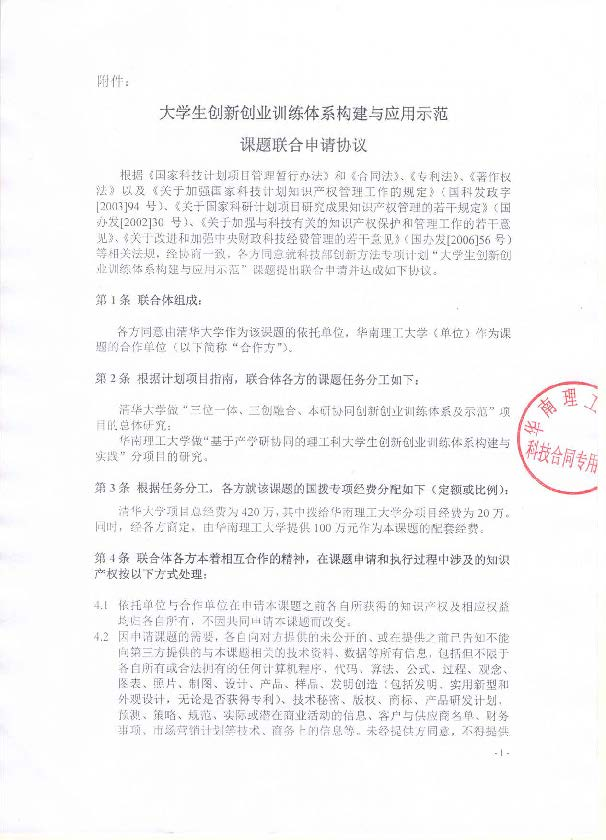 附件：
大学生创新创业训练体系构建与应用示范
课题联合申请协议
根据《国家科技计划项目管理暂行办法》和《合同法》、《专利法》、《著作权
法》以及《关于加强国家科技计划知识产权管理工作的规定》（国科发政字
[2003]94 号）、《关于国家科研计划项目研究成果知识产权管理的若干规定》（国
办发[2002]30 号）、《关于加强与科技有关的知识产权保护和管理工作的若干意
见》、《关于改进和加强中央财政科技经费管理的若干意见》（国办发[2006]56 号）
等相关法规，经协商一致，各方同意就科技部创新方法专项计划“大学生创新创
业训练体系构建与应用示范”课题提出联合申请并达成如下协议。
第 1 条 联合体组成：
各方同意由清华大学作为该课题的依托单位，华南理工大学（单位）作为课
题的合作单位（以下简称“合作方”）。
第 2 条 根据计划项目指南，联合体各方的课题任务分工如下：
清华大学做“三位一体、三创融合、本研协同创新创业训练体系及示范”项
目的总体研究；
华南理工大学做“基于产学研协同的理工科大学生创新创业训练体系构建与
实践”分项目的研究。
第 3 条 根据任务分工，各方就该课题的国拨专项经费分配如下（定额或比例）：
清华大学项目总经费为 420 万，其中拨给华南理工大学分项目经费为 20 万。
同时，经各方商定，由华南理工大学提供 100 万元作为本课题的配套经费。
第 4 条 联合体各方本着相互合作的精神，在课题申请和执行过程中涉及的知识
产权按以下方式处理：
4.1 依托单位与合作单位在申请本课题之前各自所获得的知识产权及相应权益
均归各自所有，不因共同申请本课题而改变。
4.2 因申请课题的需要，各自向对方提供的未公开的、或在提供之前已告知不能
向第三方提供的与本课题相关的技术资料、数据等所有信息，包括但不限于
各自所有或合法拥有的任何计算机程序、代码、算法、公式、过程、观念、
图表、照片、制图、设计、产品、样品、发明创造（包括发明、实用新型和
外观设计，无论是否获得专利）、技术秘密、版权、商标、产品研发计划、
预测、策略、规范、实际或潜在商业活动的信息、客户与供应商名单、财务
事项、市场营销计划等技术、商务上的信息等。未经提供方同意，不得提供
- 1 -
华南理工
科技合同专用